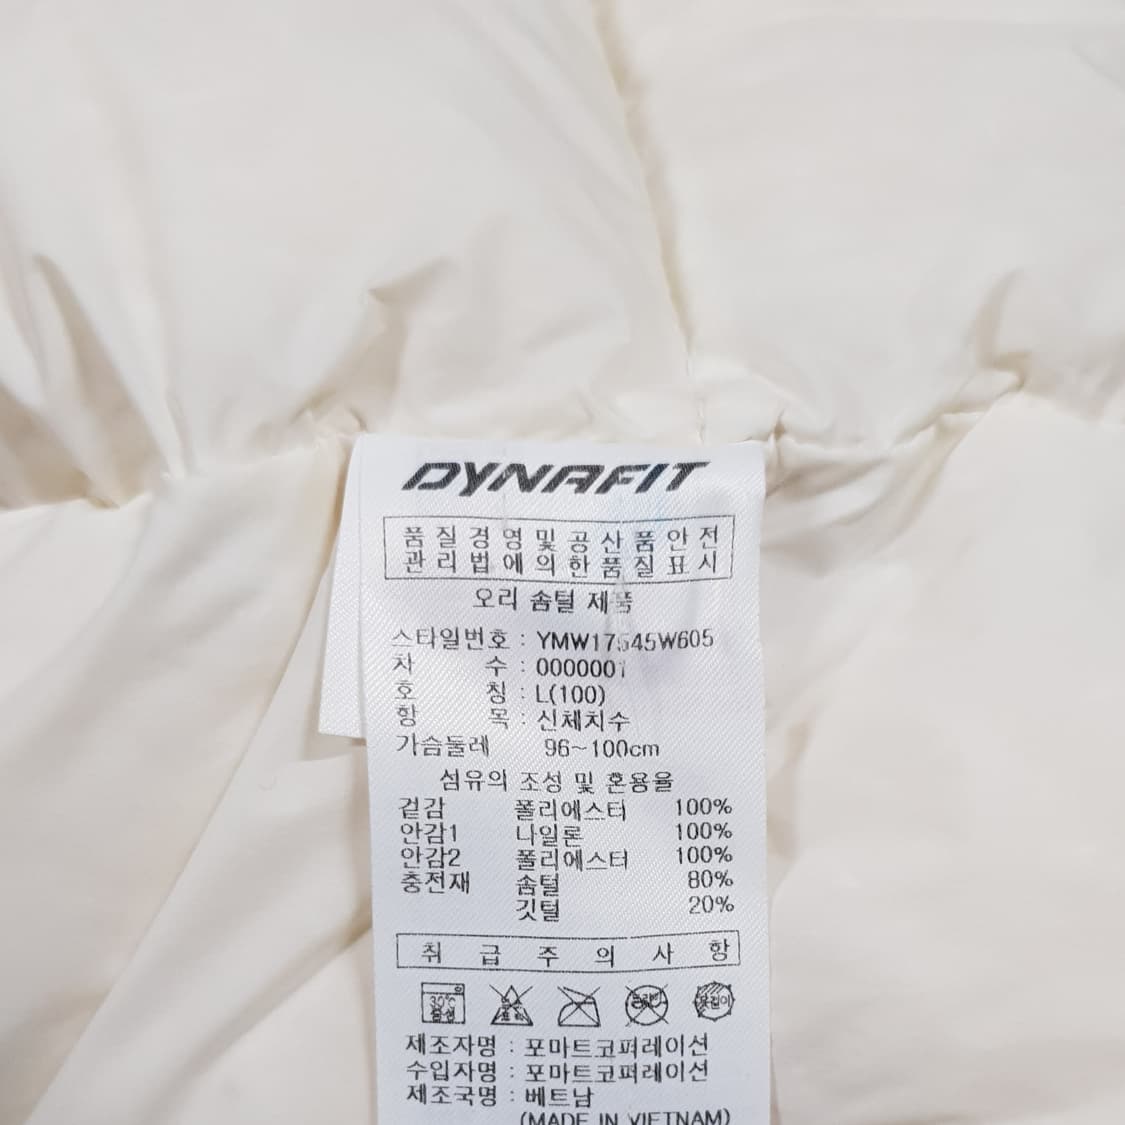 DYNAFIT
품질경영및공산품안전
관리법에의한품질표시
오리 솜털 제품
스타일번호 : YMW17545W605
차 수 : 0000001
호 칭 : L(100)
항 목 : 신체치수
가슴둘레 96~100cm
섬유의 조성 및 혼용율
겉감 폴리에스터 100%
안감1 나일론 100%
안감2 폴리에스터 100%
충전재 솜털 80%
깃털 20%
취급주의사항
30℃
중성
제조자명 : 포마트코퍼레이션
수입자명 : 포마트코퍼레이션
제조국명 : 베트남
(MADE IN VIETNAM)